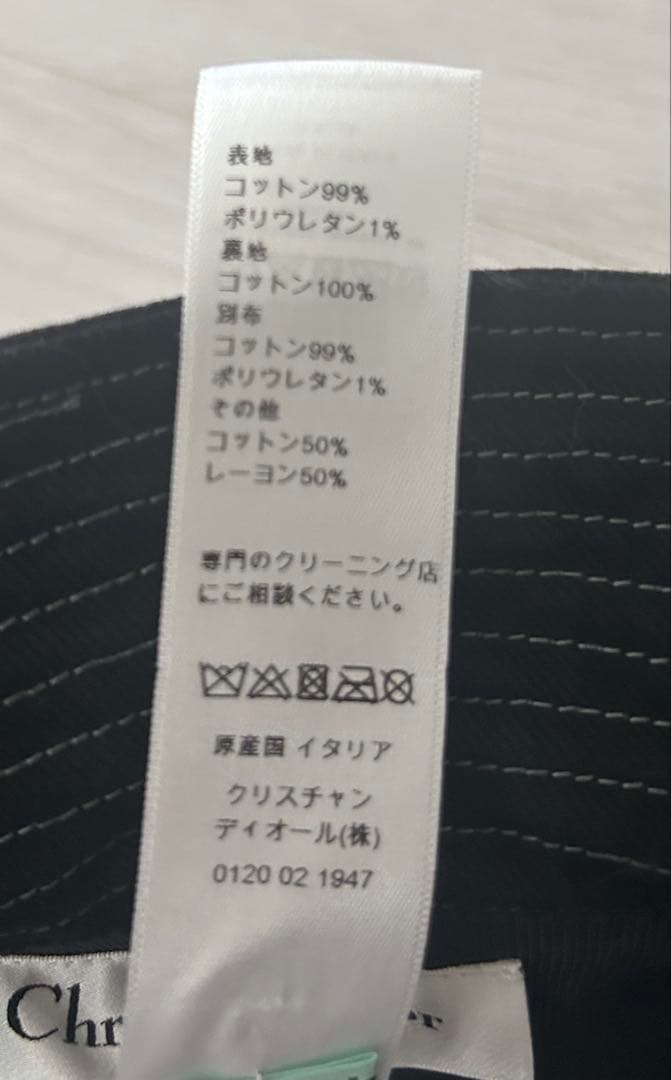 表地
コットン99%
ポリウレタン1%
裏地
コットン100%
別布
コットン99%
ポリウレタン1%
その他
コットン50%
レーヨン50%
専門のクリーニング店
にご相談ください。
原産国 イタリア
クリスチャン
ディオール(株)
0120 02 1947
Chr